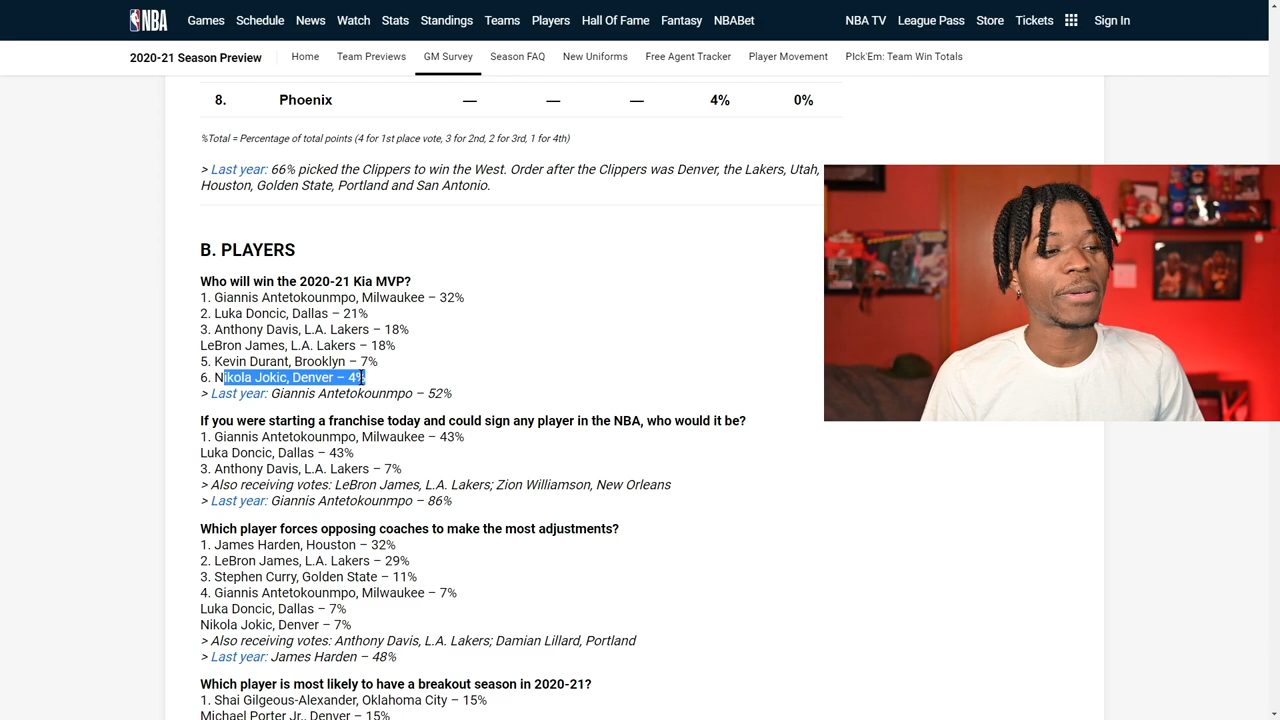 NBA Games Schedule News Watch Stats Standings Teams Players Hall Of Fame Fantasy NBABet NBA TV League Pass Store Tickets Sign In
2020-21 Season Preview Home Team Previews GM Survey Season FAQ New Uniforms Free Agent Tracker Player Movement PIck'Em: Team Win Totals
8. Phoenix — — — 4% 0%
%Total = Percentage of total points (4 for 1st place vote, 3 for 2nd, 2 for 3rd, 1 for 4th)
> Last year: 66% picked the Clippers to win the West. Order after the Clippers was Denver, the Lakers, Utah,
Houston, Golden State, Portland and San Antonio.
B. PLAYERS
Who will win the 2020-21 Kia MVP?
1. Giannis Antetokounmpo, Milwaukee – 32%
2. Luka Doncic, Dallas – 21%
3. Anthony Davis, L.A. Lakers – 18%
LeBron James, L.A. Lakers – 18%
5. Kevin Durant, Brooklyn – 7%
6. Nikola Jokic, Denver – 4%
> Last year: Giannis Antetokounmpo – 52%
If you were starting a franchise today and could sign any player in the NBA, who would it be?
1. Giannis Antetokounmpo, Milwaukee – 43%
Luka Doncic, Dallas – 43%
3. Anthony Davis, L.A. Lakers – 7%
> Also receiving votes: LeBron James, L.A. Lakers; Zion Williamson, New Orleans
> Last year: Giannis Antetokounmpo – 86%
Which player forces opposing coaches to make the most adjustments?
1. James Harden, Houston – 32%
2. LeBron James, L.A. Lakers – 29%
3. Stephen Curry, Golden State – 11%
4. Giannis Antetokounmpo, Milwaukee – 7%
Luka Doncic, Dallas – 7%
Nikola Jokic, Denver – 7%
> Also receiving votes: Anthony Davis, L.A. Lakers; Damian Lillard, Portland
> Last year: James Harden – 48%
Which player is most likely to have a breakout season in 2020-21?
1. Shai Gilgeous-Alexander, Oklahoma City – 15%
Michael Porter Jr., Denver – 15%